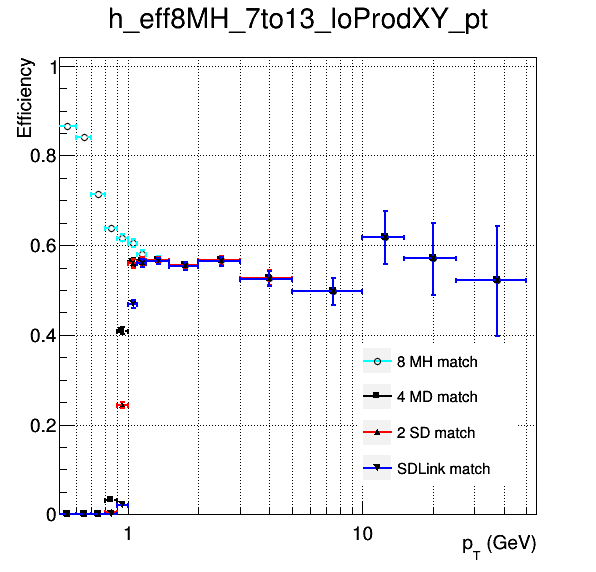 h_eff8MH_7to13_loProdXY_pt
Efficiency
1
0.8
0.6
0.4
0.2
0
8 MH match
4 MD match
2 SD match
SDLink match
1
10
p_T (GeV)